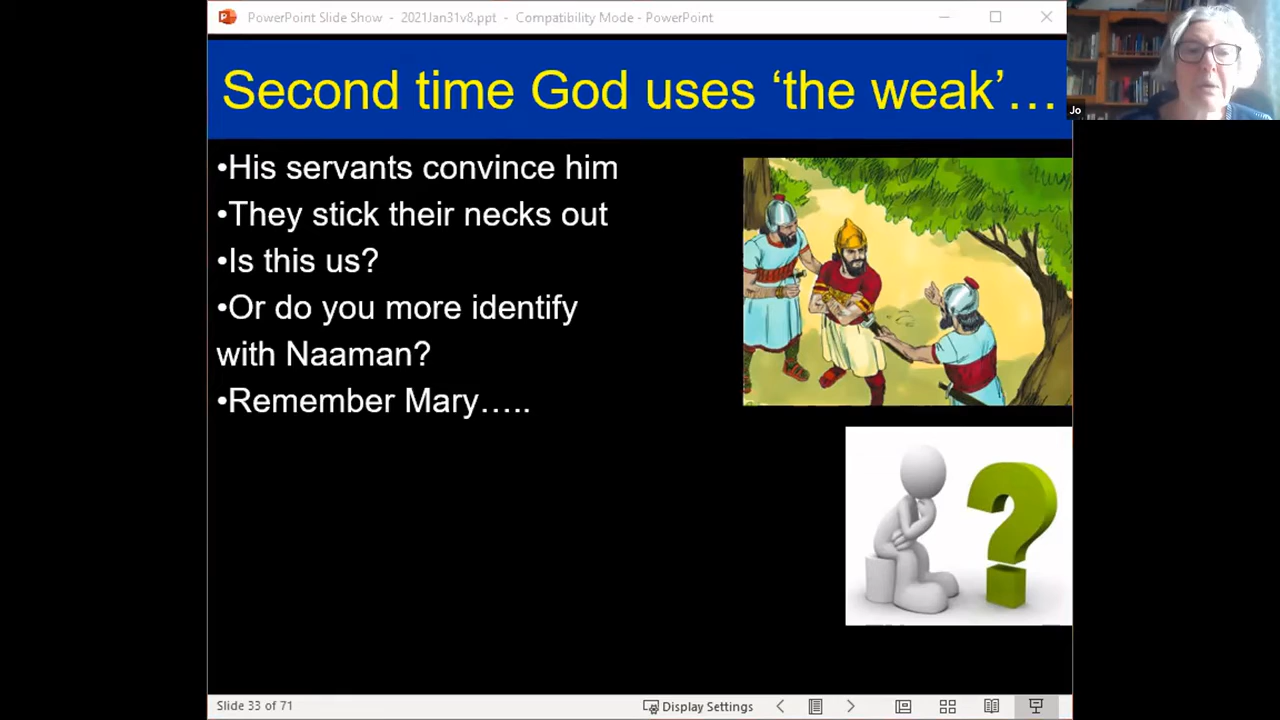 PowerPoint Slide Show - 2021Jan31v8.ppt - Compatibility Mode - PowerPoint
Second time God uses ‘the weak’…
•His servants convince him
•They stick their necks out
•Is this us?
•Or do you more identify
with Naaman?
•Remember Mary…..
Jo
Slide 33 of 71
Display Settings